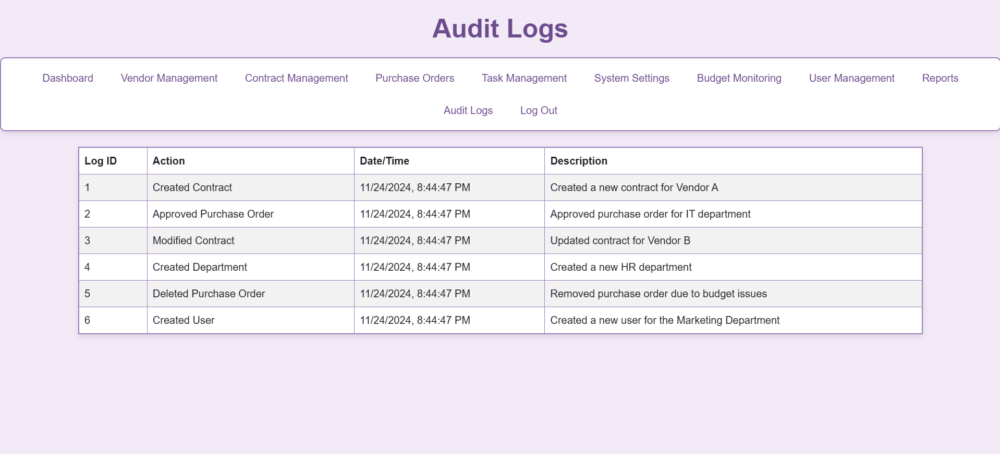 Audit Logs
Dashboard Vendor Management Contract Management Purchase Orders Task Management System Settings Budget Monitoring User Management Reports
Audit Logs Log Out
Log ID Action Date/Time Description
1 Created Contract 11/24/2024, 8:44:47 PM Created a new contract for Vendor A
2 Approved Purchase Order 11/24/2024, 8:44:47 PM Approved purchase order for IT department
3 Modified Contract 11/24/2024, 8:44:47 PM Updated contract for Vendor B
4 Created Department 11/24/2024, 8:44:47 PM Created a new HR department
5 Deleted Purchase Order 11/24/2024, 8:44:47 PM Removed purchase order due to budget issues
6 Created User 11/24/2024, 8:44:47 PM Created a new user for the Marketing Department